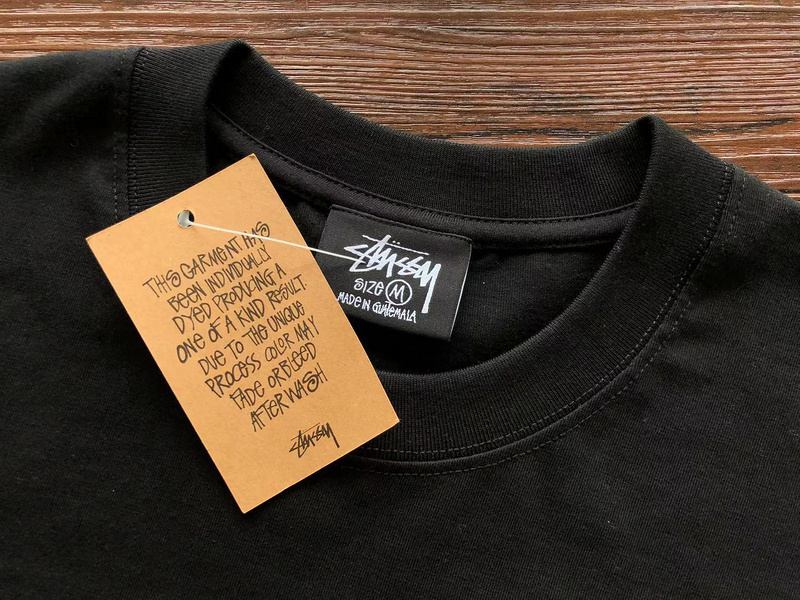 THIS GARMENT HAS
BEEN INDIVIDUALLY
DYED PRODUCING A
ONE OF A KIND RESULT.
DUE TO THE UNIQUE
PROCESS COLOR MAY
FADE OR BLEED
AFTER WASH
STÜSSY
STÜSSY
SIZE M
MADE IN GUATEMALA